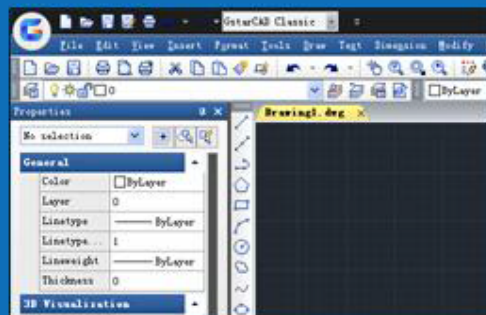 GstarCAD Classic
File Edit View Insert Format Tools Draw Text Dimension Modify
0 ByLayer
Properties
Drawing1.dwg
No selection
General
Color ByLayer
Layer 0
Linetype ByLayer
Linetype... 1
Lineweight ByLayer
Thickness 0
3D Visualization